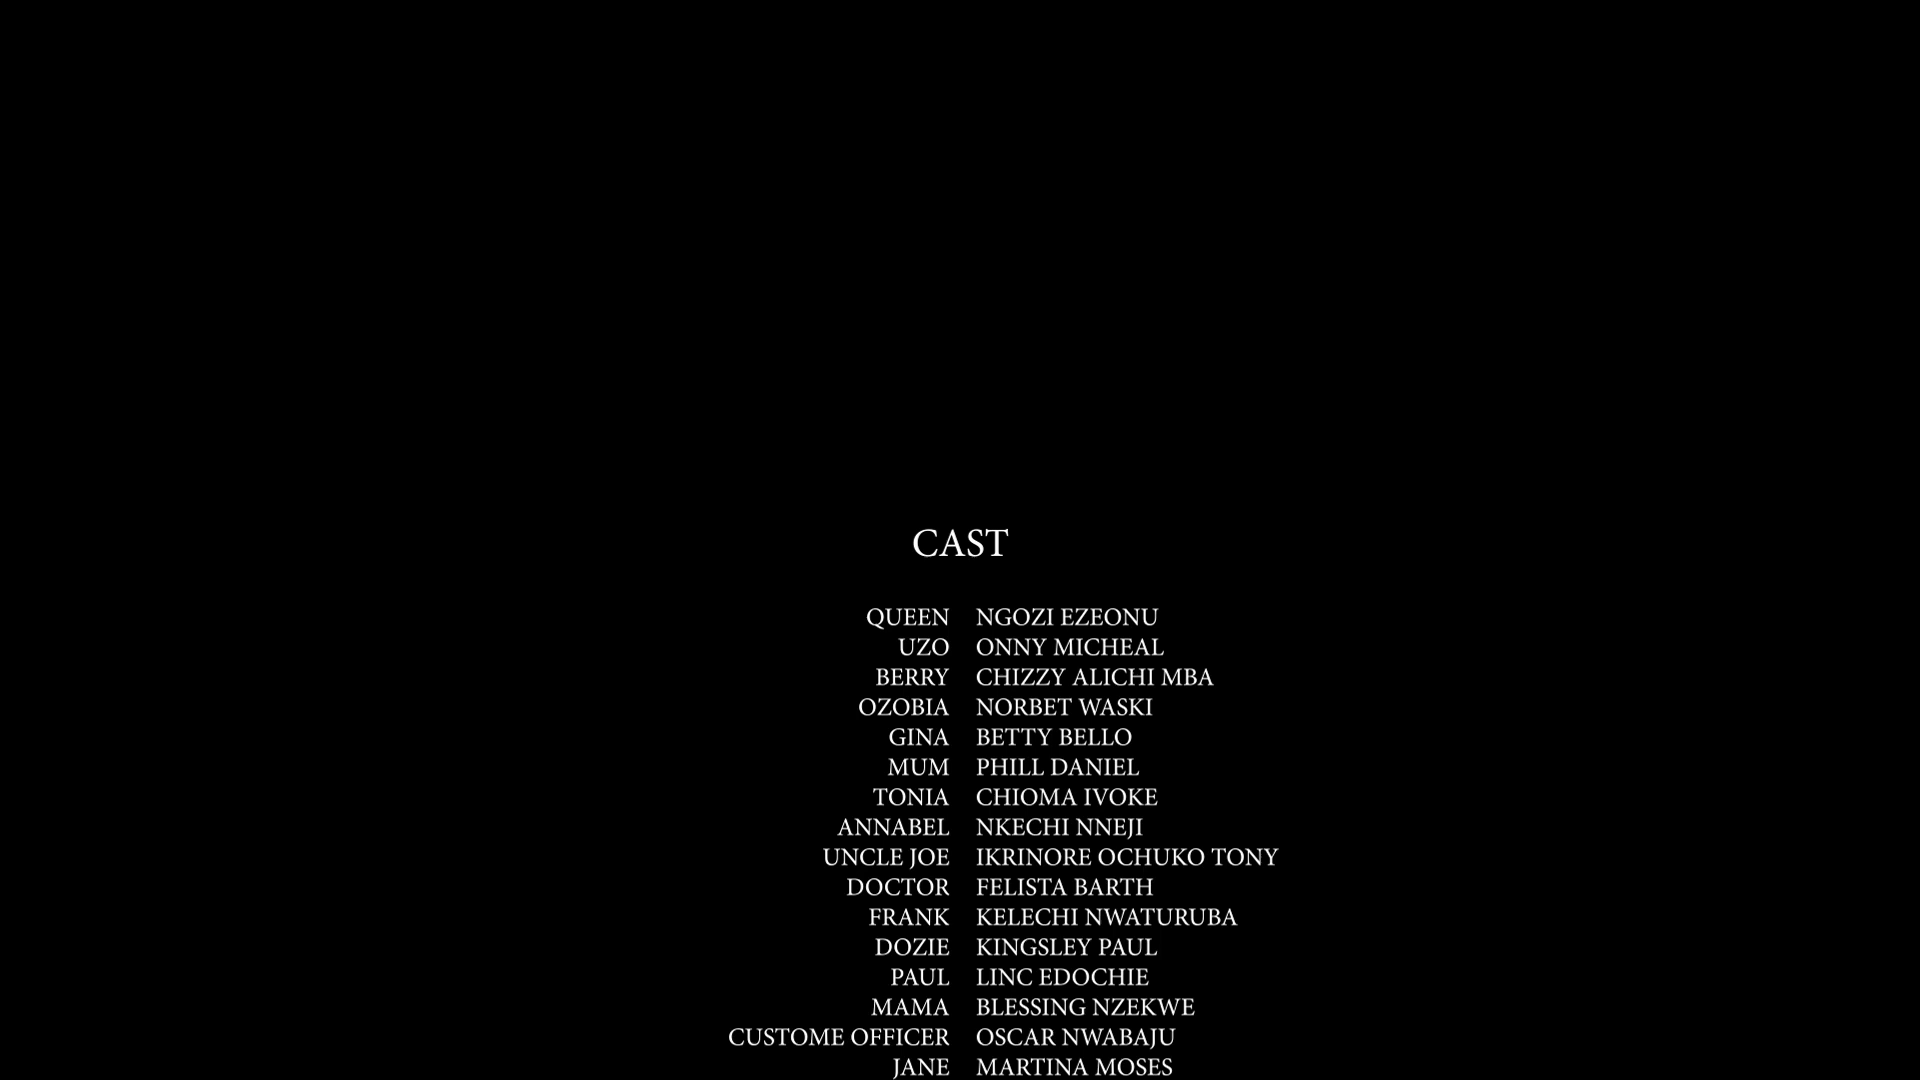 CAST
QUEEN NGOZI EZEONU
UZO ONNY MICHEAL
BERRY CHIZZY ALICHI MBA
OZOBIA NORBET WASKI
GINA BETTY BELLO
MUM PHILL DANIEL
TONIA CHIOMA IVOKE
ANNABEL NKECHI NNEJI
UNCLE JOE IKRINORE OCHUKO TONY
DOCTOR FELISTA BARTH
FRANK KELECHI NWATURUBA
DOZIE KINGSLEY PAUL
PAUL LINC EDOCHIE
MAMA BLESSING NZEKWE
CUSTOME OFFICER OSCAR NWABAJU
JANE MARTINA MOSES